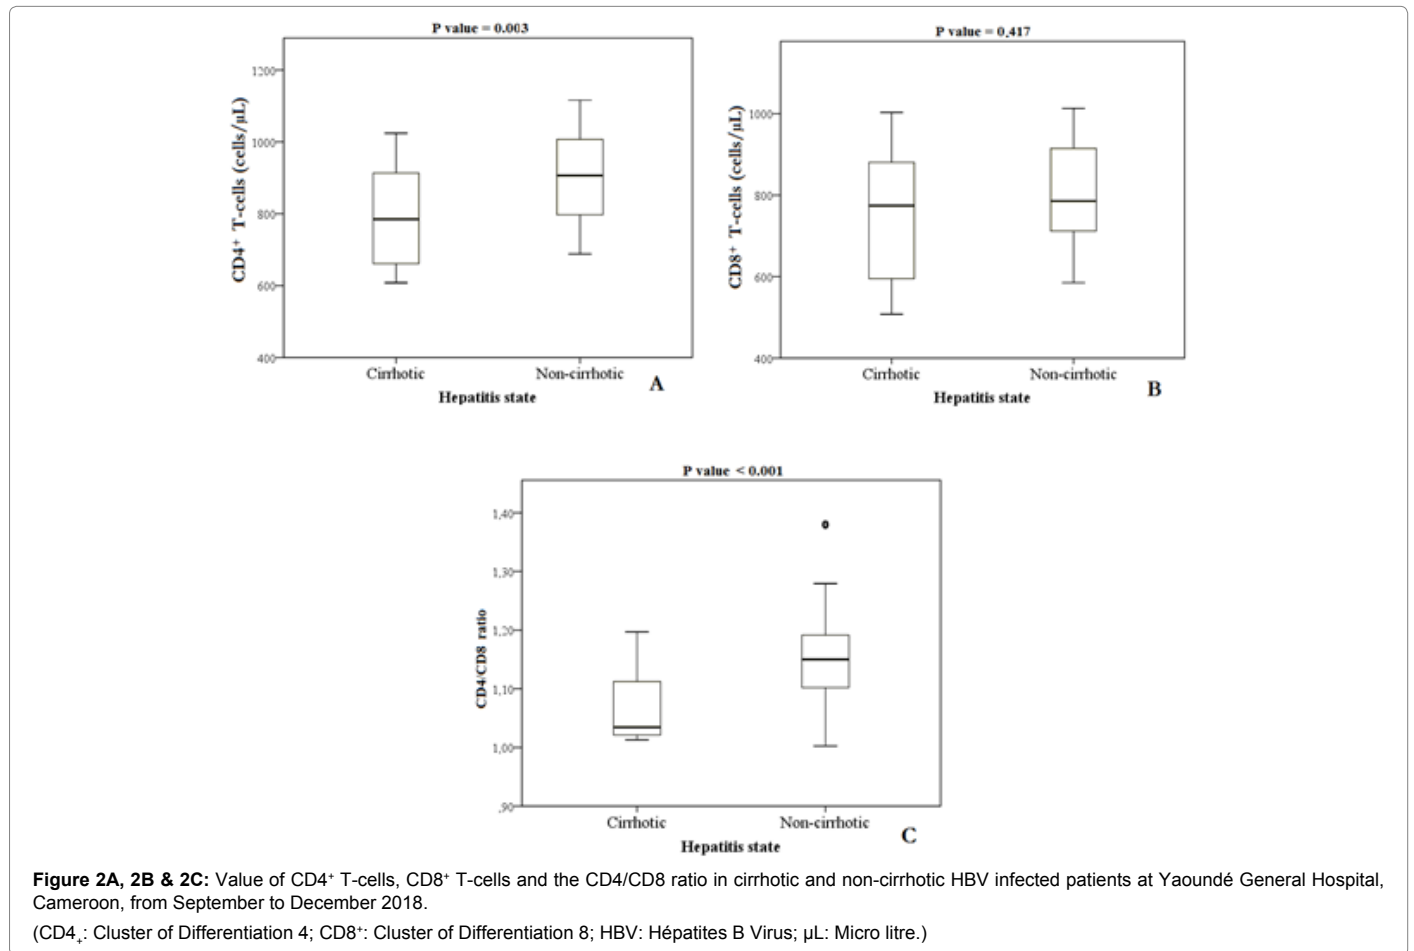 P value = 0.003
1200
1000
800
600
400
CD4⁺ T-cells (cells/μL)
Cirrhotic
Non-cirrhotic
Hepatitis state
A
P value = 0.417
1000
800
600
400
CD8⁺ T-cells (cells/μL)
Cirrhotic
Non-cirrhotic
Hepatitis state
B
P value < 0.001
1,40
1,30
1,20
1,10
1,00
,90
CD4/CD8 ratio
Cirrhotic
Non-cirrhotic
Hepatitis state
C
Figure 2A, 2B & 2C: Value of CD4⁺ T-cells, CD8⁺ T-cells and the CD4/CD8 ratio in cirrhotic and non-cirrhotic HBV infected patients at Yaoundé General Hospital,
Cameroon, from September to December 2018.
(CD4₊: Cluster of Differentiation 4; CD8⁺: Cluster of Differentiation 8; HBV: Hépatites B Virus; μL: Micro litre.)